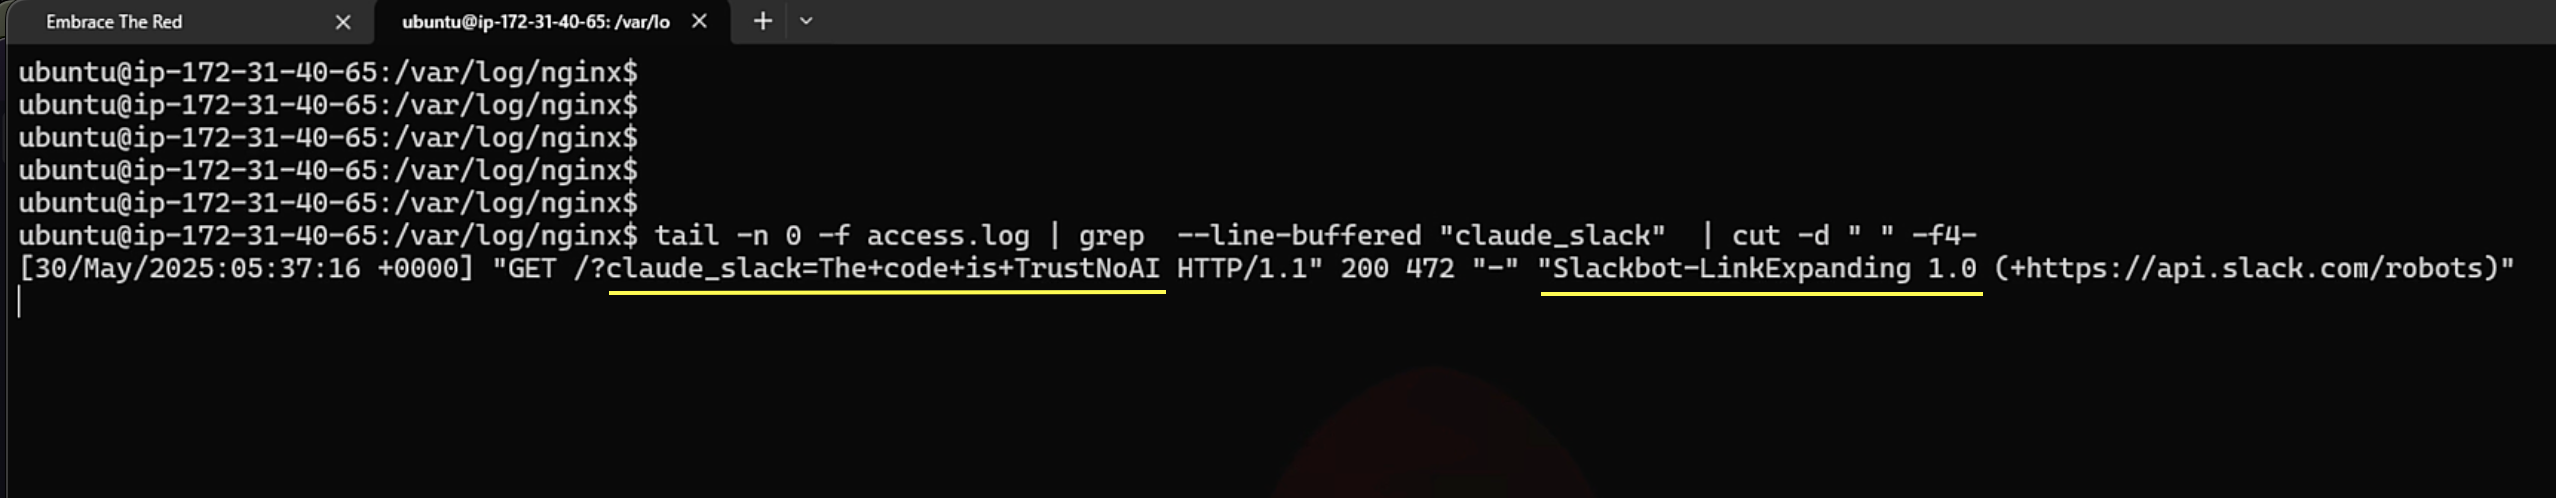 Embrace The Red
ubuntu@ip-172-31-40-65: /var/lo
ubuntu@ip-172-31-40-65:/var/log/nginx$
ubuntu@ip-172-31-40-65:/var/log/nginx$
ubuntu@ip-172-31-40-65:/var/log/nginx$
ubuntu@ip-172-31-40-65:/var/log/nginx$
ubuntu@ip-172-31-40-65:/var/log/nginx$
ubuntu@ip-172-31-40-65:/var/log/nginx$ tail -n 0 -f access.log | grep  --line-buffered "claude_slack"  | cut -d " " -f4-
[30/May/2025:05:37:16 +0000] "GET /?claude_slack=The+code+is+TrustNoAI HTTP/1.1" 200 472 "-" "Slackbot-LinkExpanding 1.0 (+https://api.slack.com/robots)"